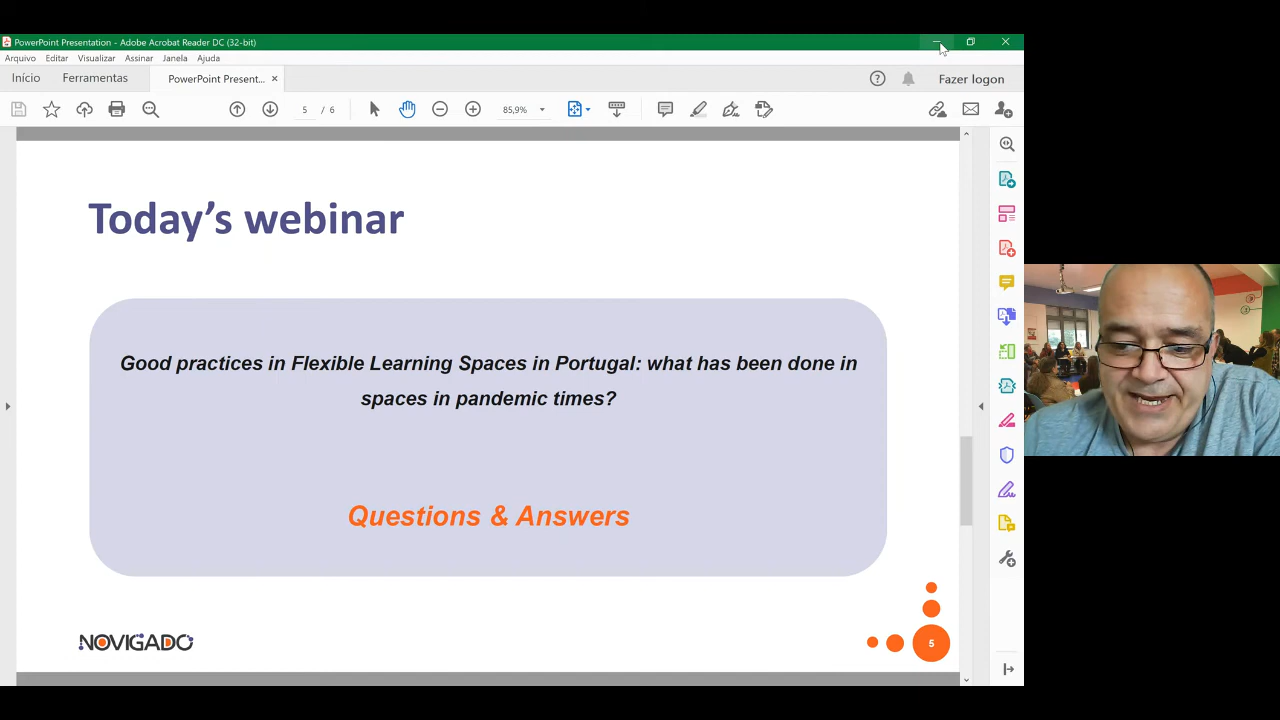 PowerPoint Presentation - Adobe Acrobat Reader DC (32-bit)
Arquivo Editar Visualizar Assinar Janela Ajuda
Início Ferramentas PowerPoint Present... × Fazer logon
5 / 6 85,9%
Today's webinar
Good practices in Flexible Learning Spaces in Portugal: what has been done in
spaces in pandemic times?
Questions & Answers
NOVIGADO
5